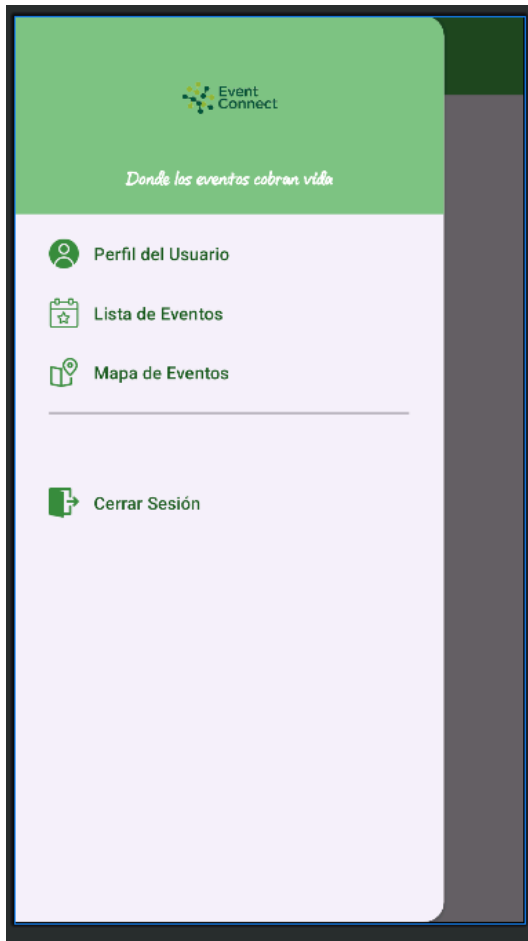 Event
Connect
Donde los eventos cobran vida
Perfil del Usuario
Lista de Eventos
Mapa de Eventos
Cerrar Sesión